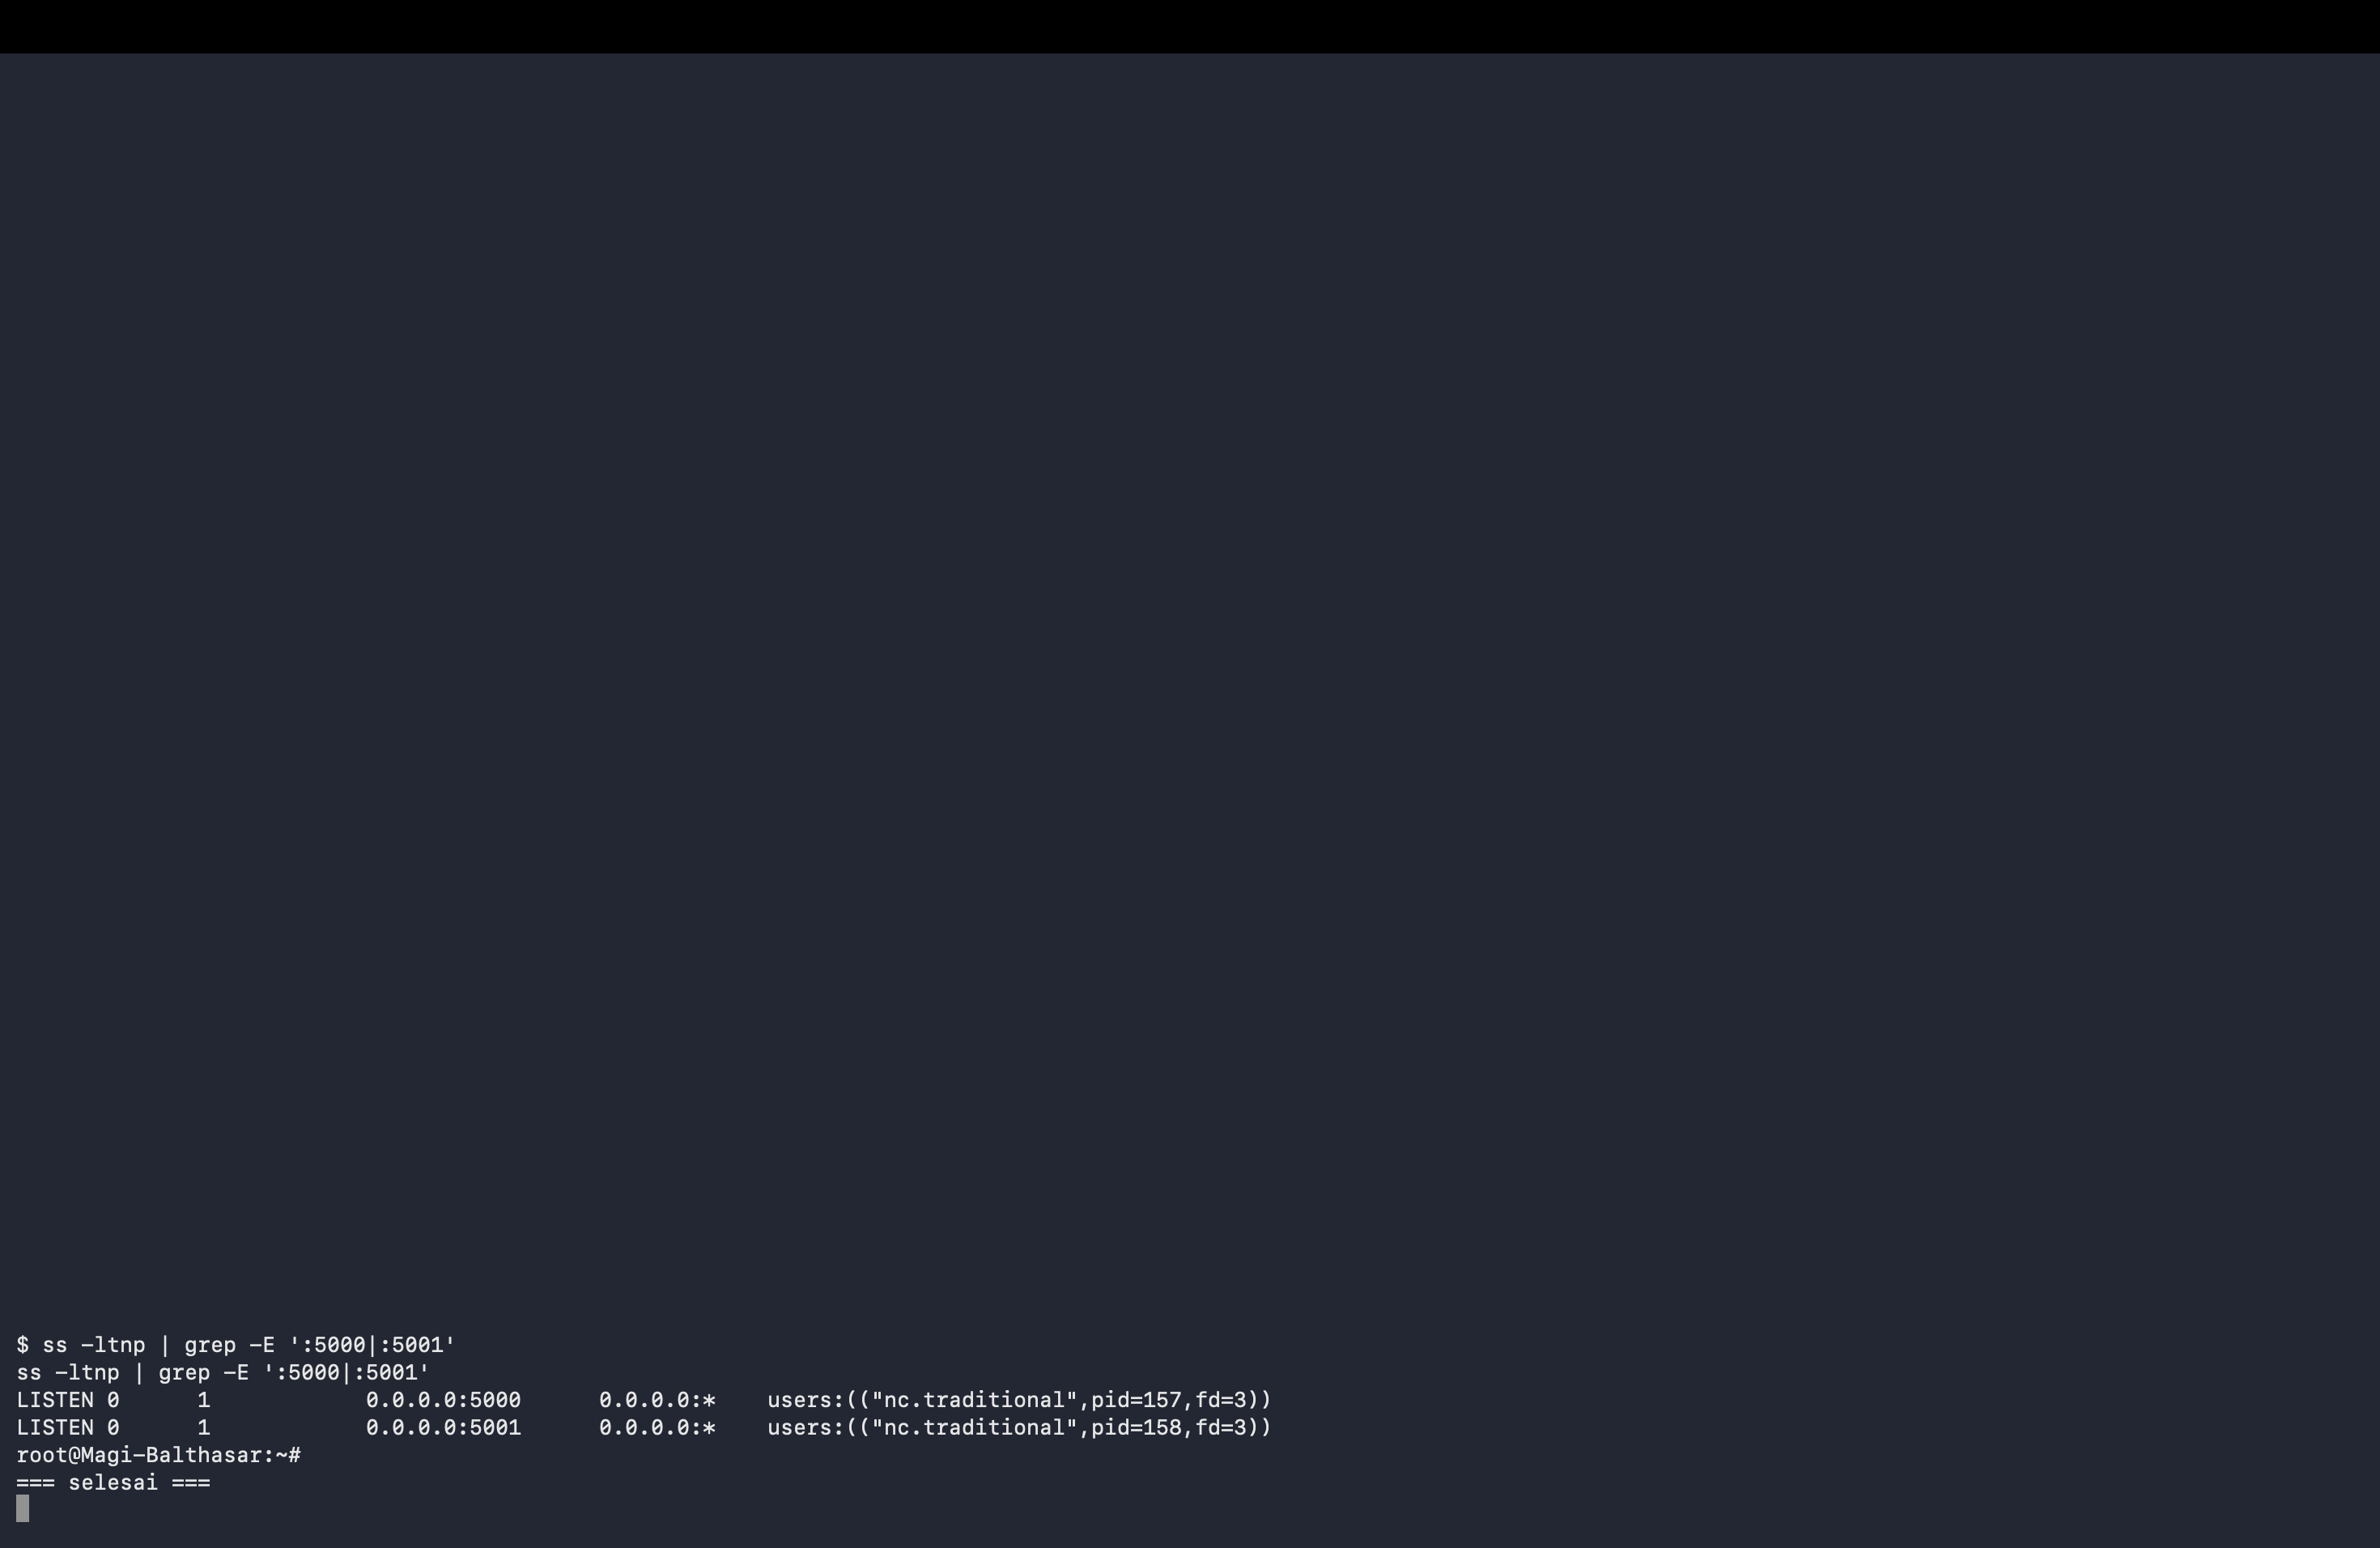 $ ss -ltnp | grep -E ':5000|:5001'
ss -ltnp | grep -E ':5000|:5001'
LISTEN 0      1            0.0.0.0:5000      0.0.0.0:*    users:(("nc.traditional",pid=157,fd=3))
LISTEN 0      1            0.0.0.0:5001      0.0.0.0:*    users:(("nc.traditional",pid=158,fd=3))
root@Magi-Balthasar:~#
=== selesai ===